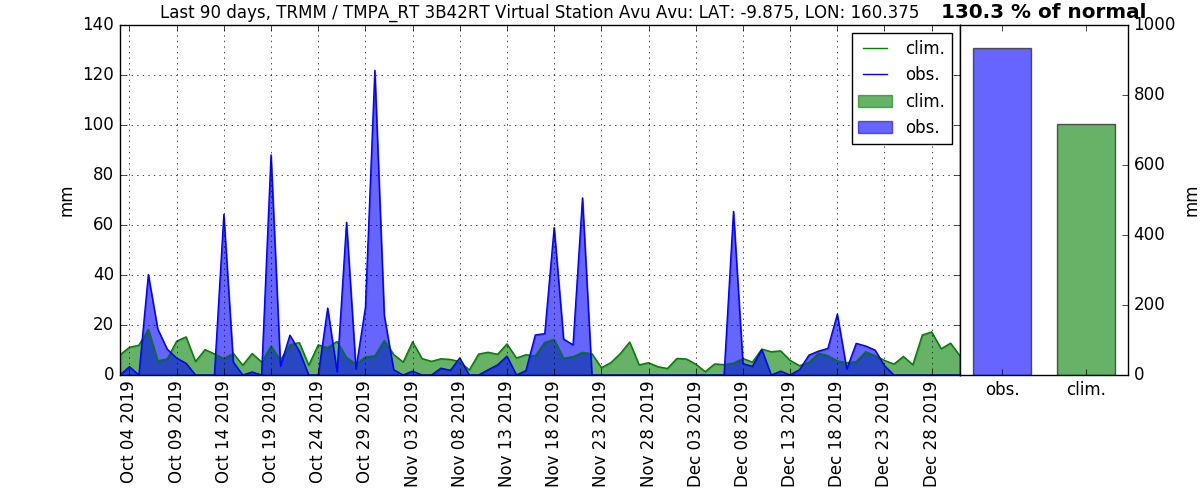 Last 90 days, TRMM / TMPA_RT 3B42RT Virtual Station Avu Avu: LAT: -9.875, LON: 160.375
130.3 % of normal
140
120
100
80
60
40
20
0
mm
clim.
obs.
clim.
obs.
Oct 04 2019
Oct 09 2019
Oct 14 2019
Oct 19 2019
Oct 24 2019
Oct 29 2019
Nov 03 2019
Nov 08 2019
Nov 13 2019
Nov 18 2019
Nov 23 2019
Nov 28 2019
Dec 03 2019
Dec 08 2019
Dec 13 2019
Dec 18 2019
Dec 23 2019
Dec 28 2019
1000
800
600
400
200
0
mm
obs.
clim.